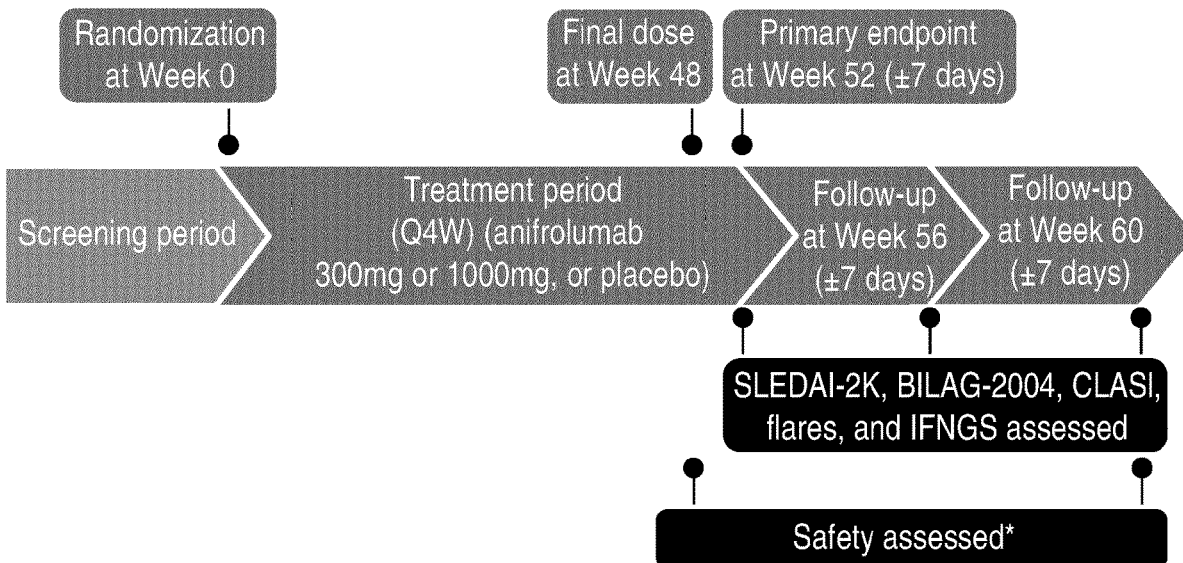 Randomization
at Week 0
Final dose
at Week 48
Primary endpoint
at Week 52 (±7 days)
Screening period
Treatment period
(Q4W) (anifrolumab
300mg or 1000mg, or placebo)
Follow-up
at Week 56
(±7 days)
Follow-up
at Week 60
(±7 days)
SLEDAI-2K, BILAG-2004, CLASI,
flares, and IFNGS assessed
Safety assessed*